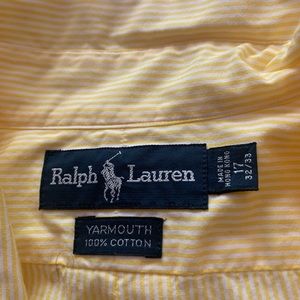 Ralph Lauren
MADE IN
HONG KONG
17
32/33
YARMOUTH
100% COTTON